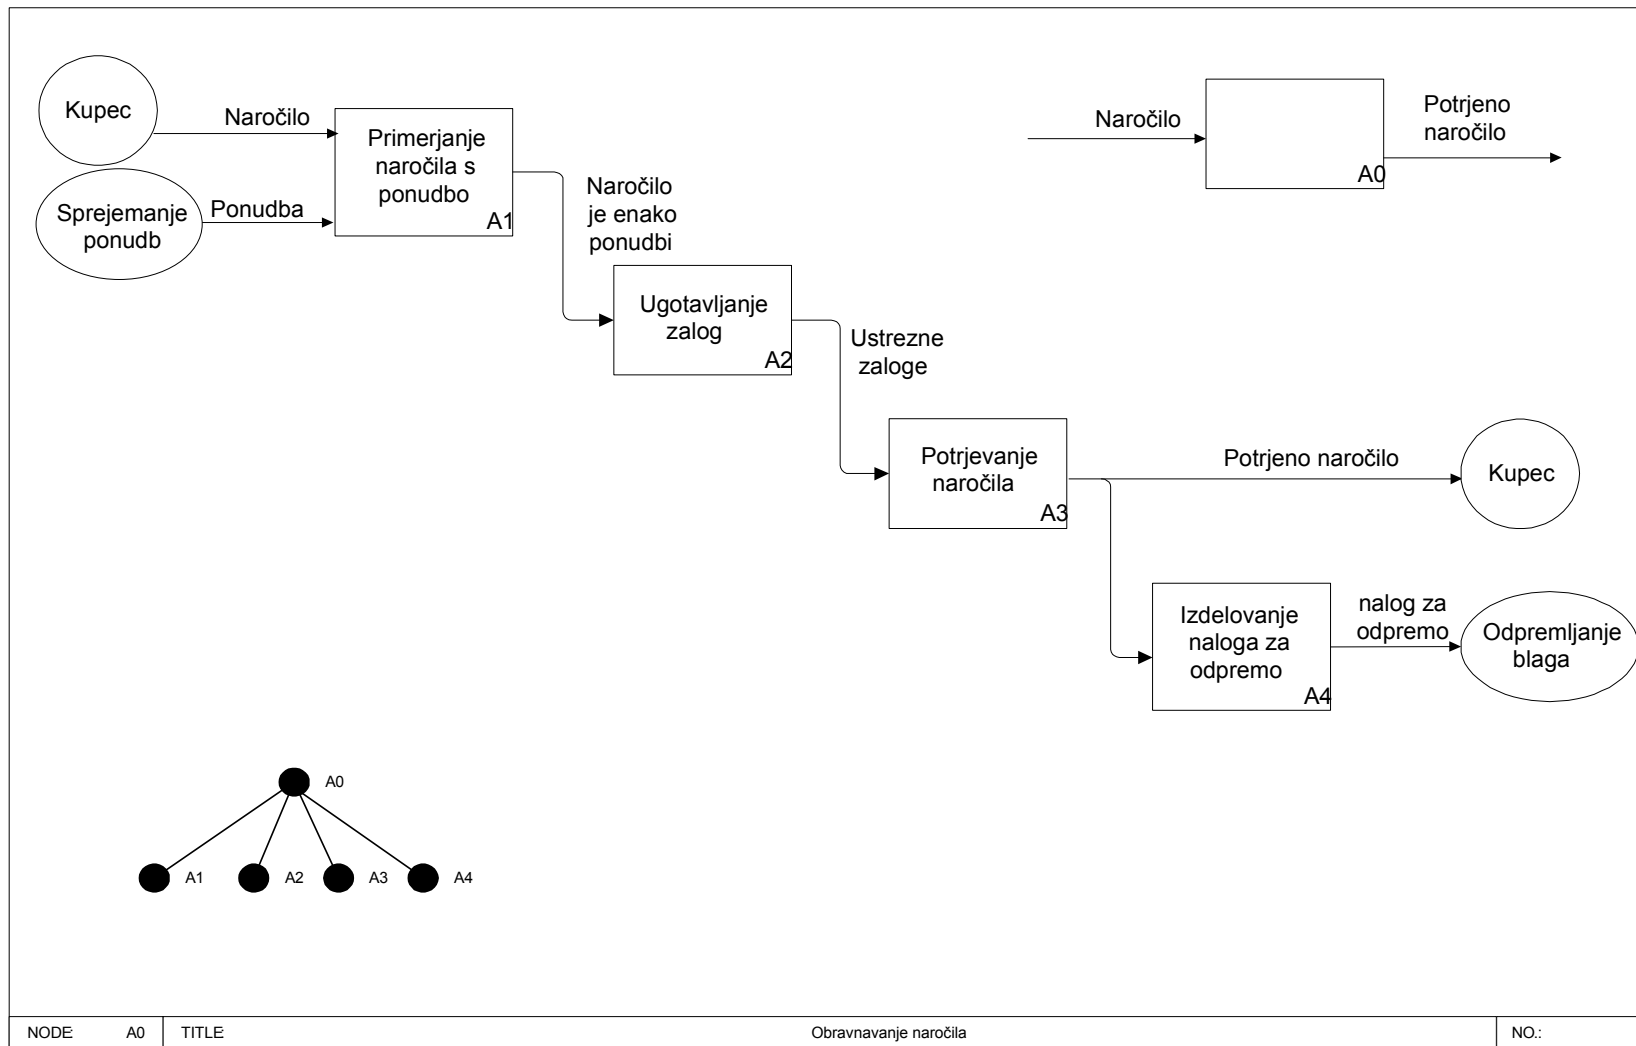 Kupec
Naročilo
Sprejemanje
ponudb
Ponudba
Primerjanje
naročila s
ponudbo
A1
Naročilo
je enako
ponudbi
Naročilo
A0
Potrjeno
naročilo
Ugotavljanje
zalog
A2
Ustrezne
zaloge
Potrjevanje
naročila
A3
Potrjeno naročilo
Kupec
Izdelovanje
naloga za
odpremo
A4
nalog za
odpremo
Odpremljanje
blaga
A0
A1 A2 A3 A4
NODE: A0 TITLE: Obravnavanje naročila NO.: